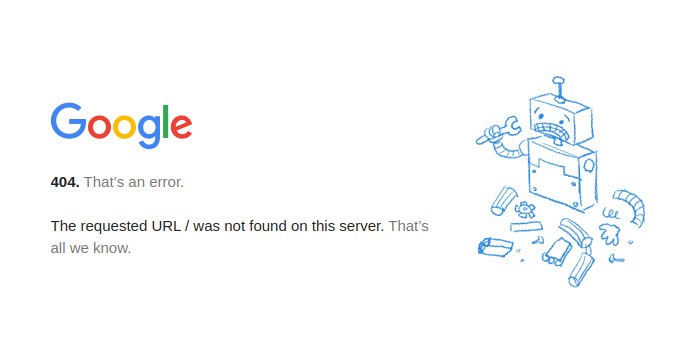 Google
404. That’s an error.
The requested URL / was not found on this server. That’s
all we know.